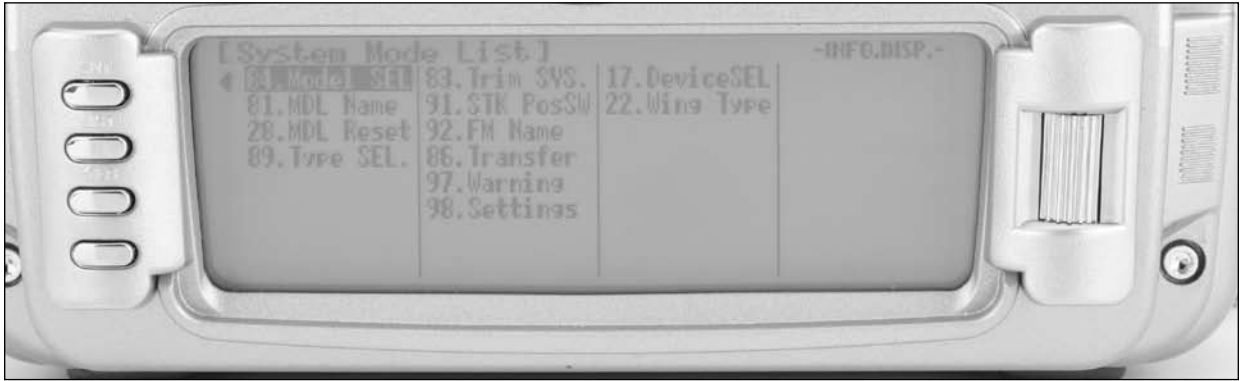 [System Mode List] -INFO.DISP.-
84.Model SEL 83.Trim SYS. 17.DeviceSEL
81.MDL Name 91.STK PosSW 22.Wing Type
28.MDL Reset 92.FM Name
89.Type SEL. 86.Transfer
97.Warning
98.Settings